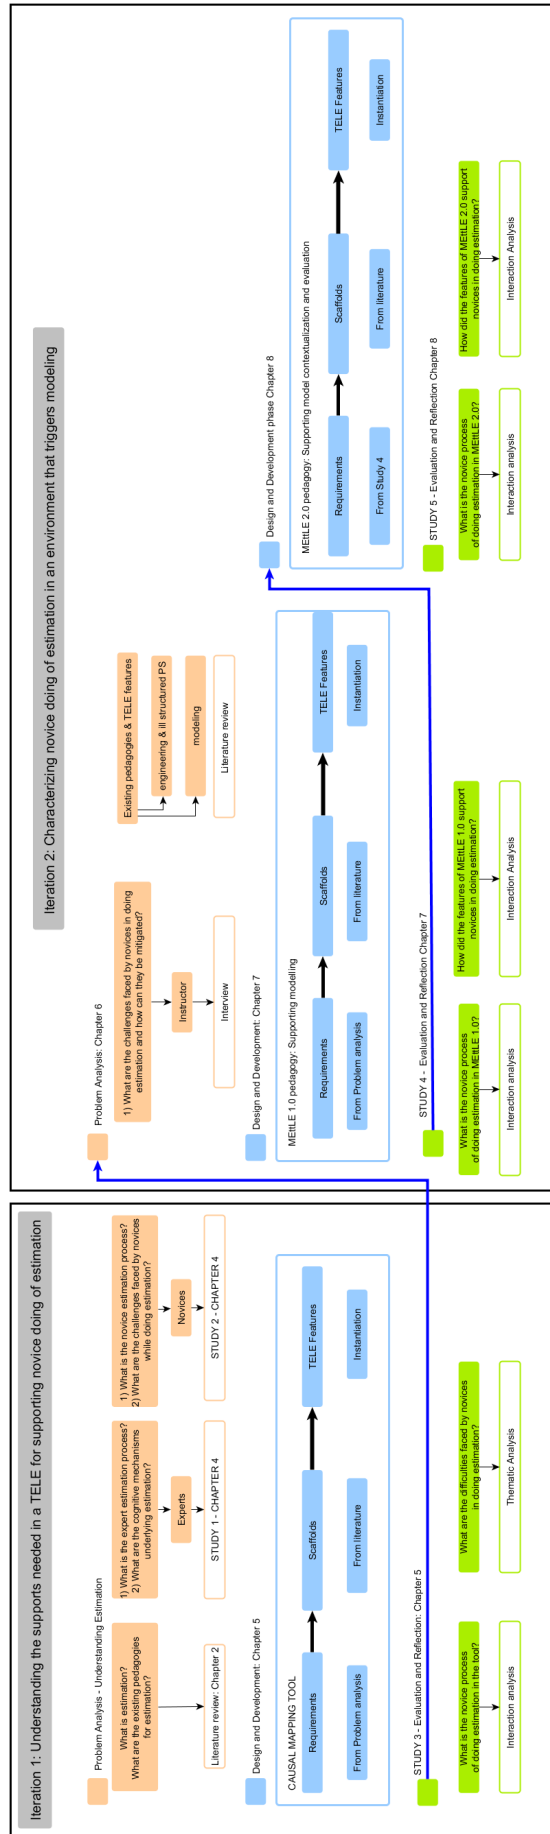 Iteration 1: Understanding the supports needed in a TELE for supporting novice doing of estimation
Problem Analysis - Understanding Estimation
What is estimation?
What are the existing pedagogies
for estimation?
Literature review: Chapter 2
1) What is the expert estimation process?
2) What are the cognitive mechanisms
underlying estimation?
Experts
STUDY 1 - CHAPTER 4
1) What is the novice estimation process?
2) What are the challenges faced by novices
while doing estimation?
Novices
STUDY 2 - CHAPTER 4
Design and Development: Chapter 5
CAUSAL MAPPING TOOL
Requirements
Scaffolds
TELE Features
From Problem analysis
From literature
Instantiation
STUDY 3 - Evaluation and Reflection: Chapter 5
What is the novice process
of doing estimation in the tool?
Interaction analysis
What are the difficulties faced by novices
in doing estimation?
Thematic Analysis
Iteration 2: Characterizing novice doing of estimation in an environment that triggers modeling
Problem Analysis: Chapter 6
1) What are the challenges faced by novices in doing
estimation and how can they be mitigated?
Instructor
Interview
Existing pedagogies & TELE features
engineering & ill structured PS
modeling
Literature review
Design and Development: Chapter 7
MEttLE 1.0 pedagogy: Supporting modelling
Requirements
Scaffolds
TELE Features
From Problem analysis
From literature
Instantiation
STUDY 4 - Evaluation and Reflection Chapter 7
What is the novice process
of doing estimation in MEttLE 1.0?
Interaction analysis
How did the features of MEttLE 1.0 support
novices in doing estimation?
Interaction Analysis
Design and Development phase Chapter 8
MEttLE 2.0 pedagogy: Supporting model contextualization and evaluation
Requirements
Scaffolds
TELE Features
From Study 4
From literature
Instantiation
STUDY 5 - Evaluation and Reflection Chapter 8
What is the novice process
of doing estimation in MEttLE 2.0?
Interaction analysis
How did the features of MEttLE 2.0 support
novices in doing estimation?
Interaction Analysis